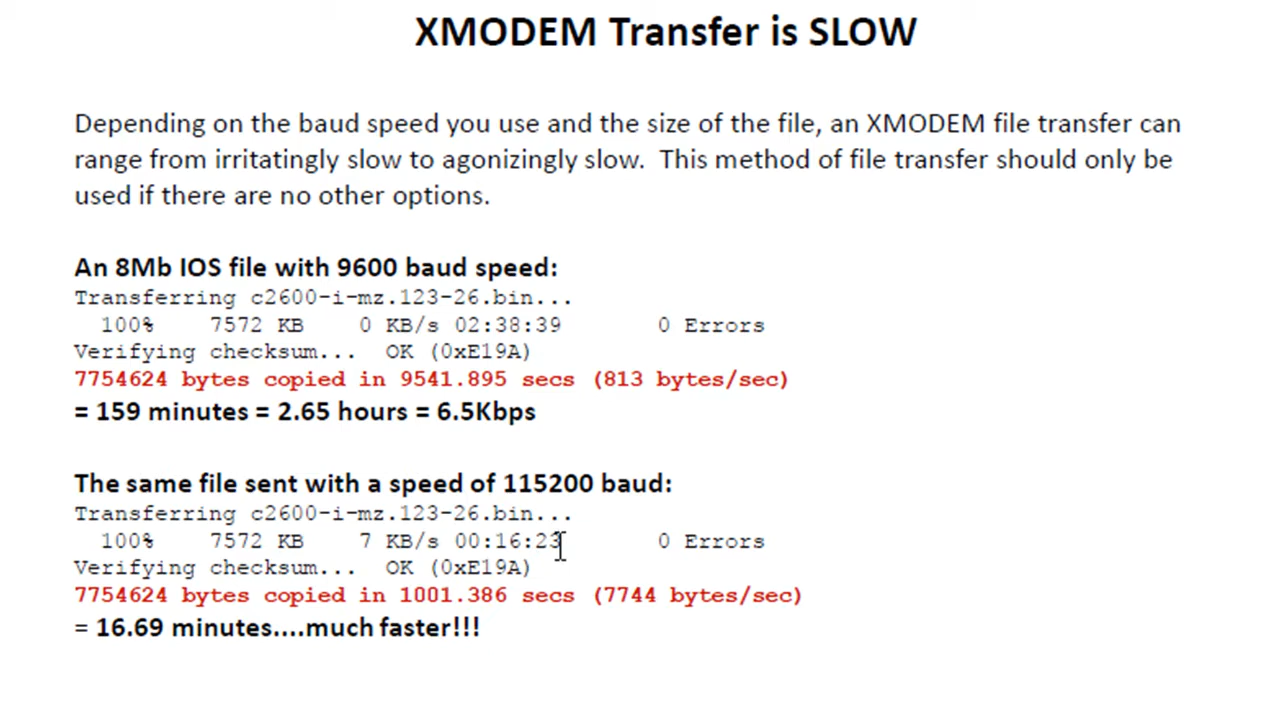 XMODEM Transfer is SLOW
Depending on the baud speed you use and the size of the file, an XMODEM file transfer can
range from irritatingly slow to agonizingly slow.  This method of file transfer should only be
used if there are no other options.
An 8Mb IOS file with 9600 baud speed:
Transferring c2600-i-mz.123-26.bin...
100%    7572 KB    0 KB/s 02:38:39    0 Errors
Verifying checksum...  OK (0xE19A)
7754624 bytes copied in 9541.895 secs (813 bytes/sec)
= 159 minutes = 2.65 hours = 6.5Kbps
The same file sent with a speed of 115200 baud:
Transferring c2600-i-mz.123-26.bin...
100%    7572 KB    7 KB/s 00:16:23    0 Errors
Verifying checksum...  OK (0xE19A)
7754624 bytes copied in 1001.386 secs (7744 bytes/sec)
= 16.69 minutes....much faster!!!